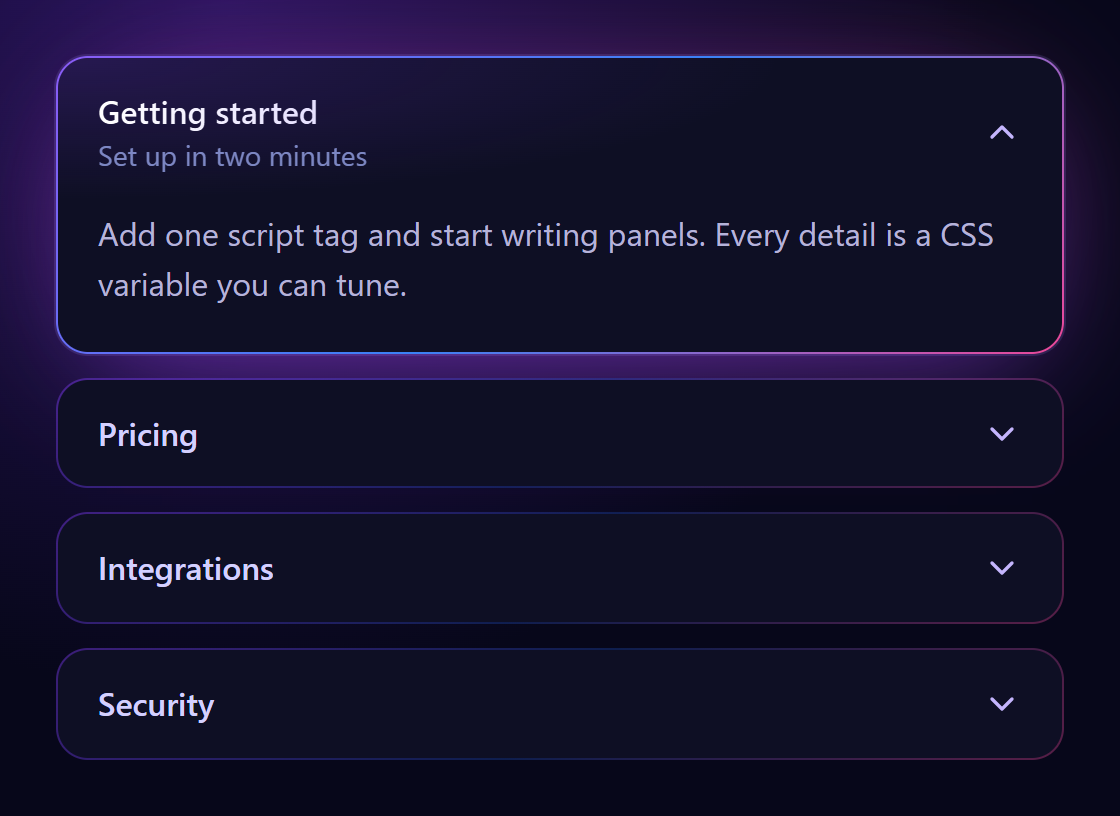 Getting started
Set up in two minutes
Add one script tag and start writing panels. Every detail is a CSS
variable you can tune.
Pricing
Integrations
Security